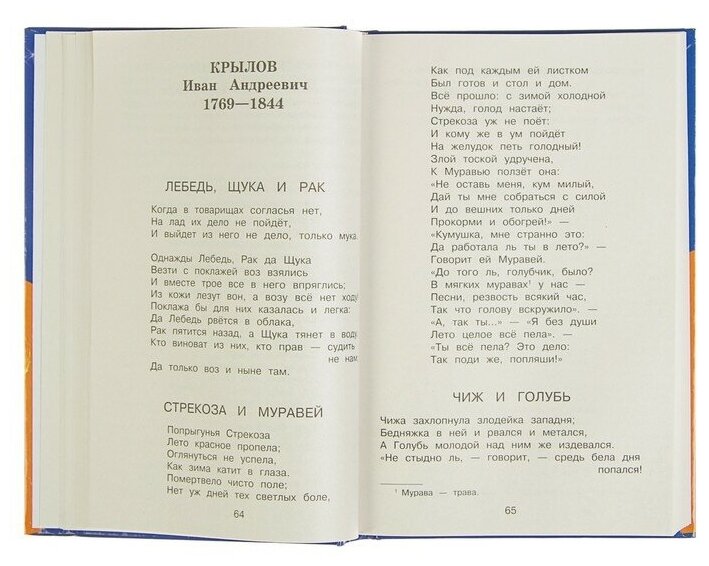 КРЫЛОВ
Иван Андреевич
1769—1844
ЛЕБЕДЬ, ЩУКА И РАК
Когда в товарищах согласья нет,
На лад их дело не пойдёт,
И выйдет из него не дело, только мука.
Однажды Лебедь, Рак да Щука
Везти с поклажей воз взялись
И вместе трое все в него впряглись;
Из кожи лезут вон, а возу всё нет ходу
Поклажа бы для них казалась и легка:
Да Лебедь рвётся в облака,
Рак пятится назад, а Щука тянет в воду
Кто виноват из них, кто прав — судить
не нам
Да только воз и ныне там.
СТРЕКОЗА И МУРАВЕЙ
Попрыгунья Стрекоза
Лето красное пропела;
Оглянуться не успела,
Как зима катит в глаза.
Помертвело чисто поле;
Нет уж дней тех светлых боле,
64
Как под каждым ей листком
Был готов и стол и дом.
Всё прошло: с зимой холодной
Нужда, голод настаёт;
Стрекоза уж не поёт:
И кому же в ум пойдёт
На желудок петь голодный!
Злой тоской удручена,
К Муравью ползёт она:
«Не оставь меня, кум милый,
Дай ты мне собраться с силой
И до вешних только дней
Прокорми и обогрей!» —
«Кумушка, мне странно это:
Да работала ль ты в лето?» —
Говорит ей Муравей.
«До того ль, голубчик, было?
В мягких муравах¹ у нас —
Песни, резвость всякий час,
Так что голову вскружило». —
«А, так ты...» — «Я без души
Лето целое всё пела». —
«Ты всё пела? Это дело:
Так поди же, попляши!»
ЧИЖ И ГОЛУБЬ
Чижа захлопнула злодейка западня;
Бедняжка в ней и рвался и метался,
А Голубь молодой над ним же издевался.
«Не стыдно ль, — говорит, — средь бела дня
попался!
¹ Мурава — трава.
65